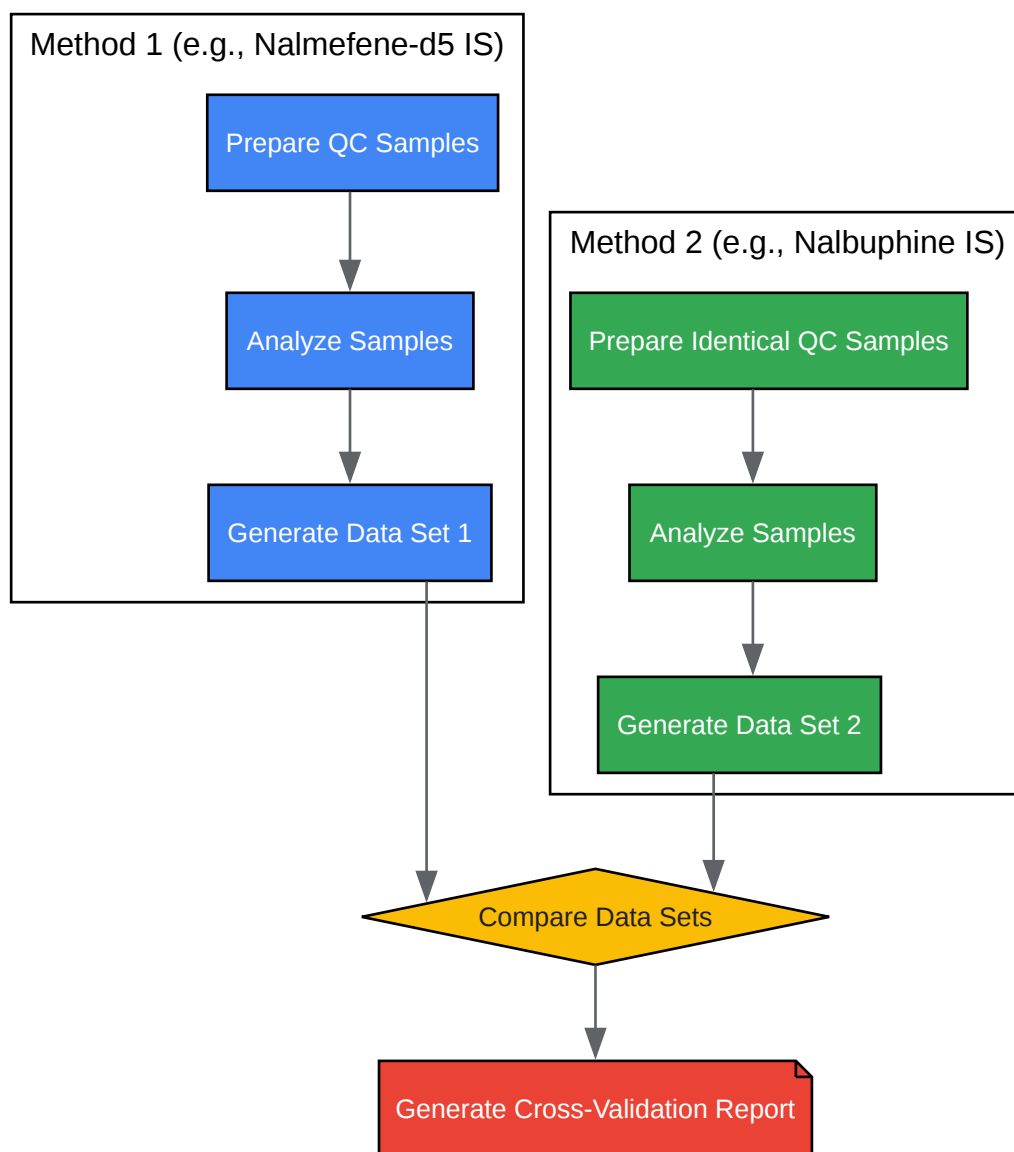 Method 1 (e.g., Nalmefene-d5 IS)
Prepare QC Samples
Analyze Samples
Generate Data Set 1
Method 2 (e.g., Nalbuphine IS)
Prepare Identical QC Samples
Analyze Samples
Generate Data Set 2
Compare Data Sets
Generate Cross-Validation Report